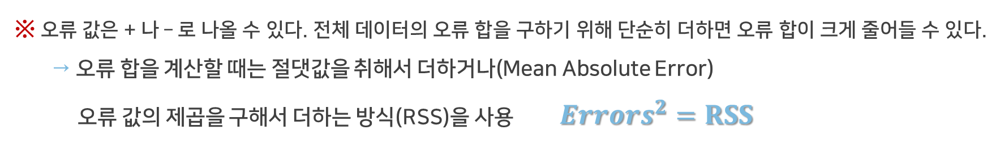 ※ 오류 값은 + 나 – 로 나올 수 있다. 전체 데이터의 오류 합을 구하기 위해 단순히 더하면 오류 합이 크게 줄어들 수 있다.
→ 오류 합을 계산할 때는 절댓값을 취해서 더하거나(Mean Absolute Error)
오류 값의 제곱을 구해서 더하는 방식(RSS)을 사용 Errors² = RSS